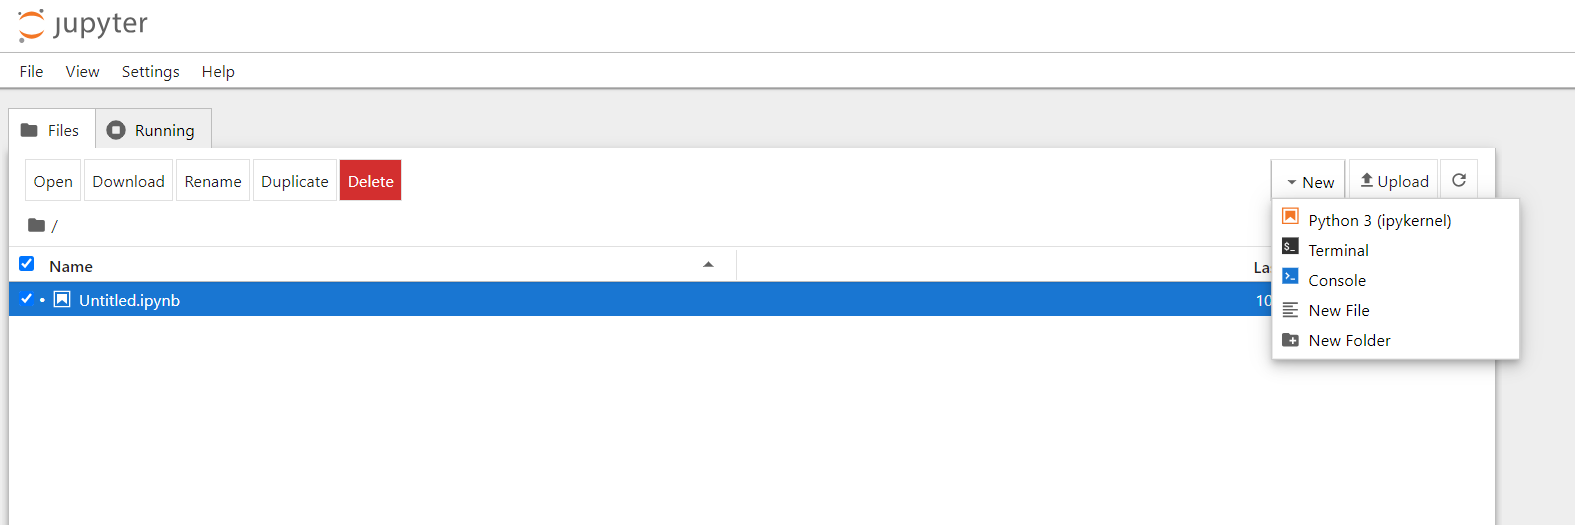 jupyter
File View Settings Help
Files Running
Open Download Rename Duplicate Delete New Upload
/
Name La
Untitled.ipynb 10
Python 3 (ipykernel)
$_ Terminal
>_ Console
New File
New Folder